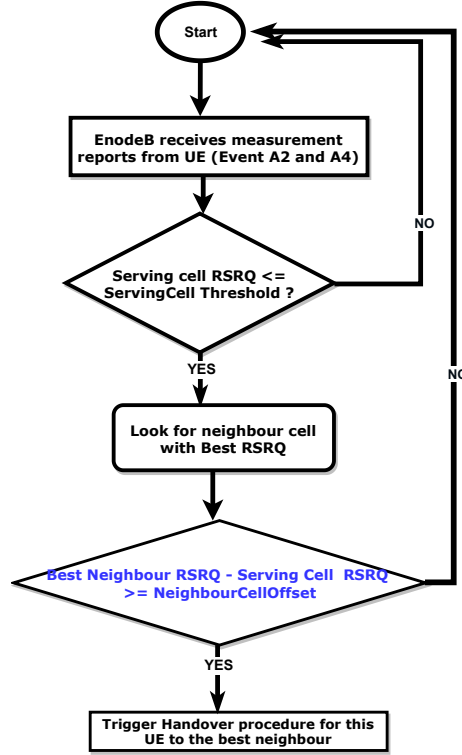 Start
EnodeB receives measurement
reports from UE (Event A2 and A4)
NO
Serving cell RSRQ <=
ServingCell Threshold ?
YES
NO
Look for neighbour cell
with Best RSRQ
Best Neighbour RSRQ - Serving Cell RSRQ
>= NeighbourCellOffset
YES
Trigger Handover procedure for this
UE to the best neighbour